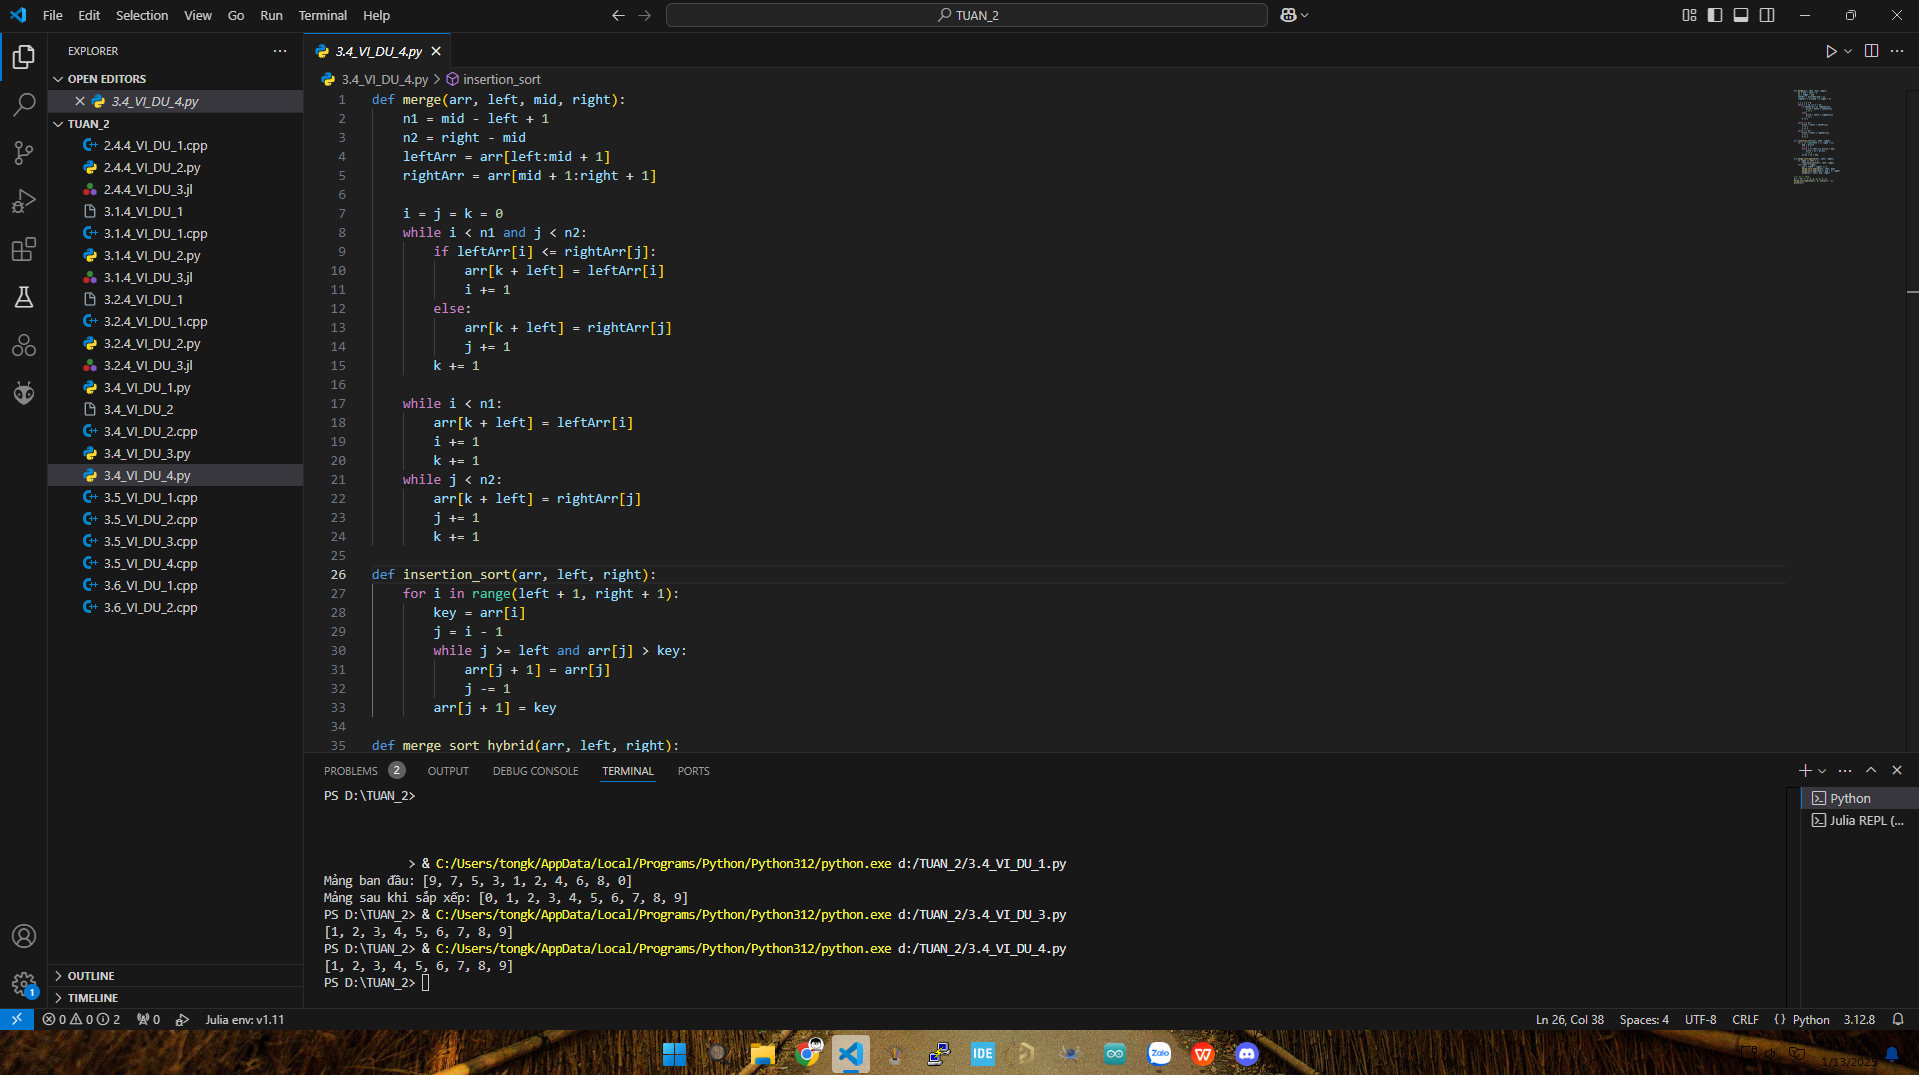 File Edit Selection View Go Run Terminal Help
TUAN_2
EXPLORER
OPEN EDITORS
3.4_VI_DU_4.py
TUAN_2
2.4.4_VI_DU_1.cpp
2.4.4_VI_DU_2.py
2.4.4_VI_DU_3.jl
3.1.4_VI_DU_1
3.1.4_VI_DU_1.cpp
3.1.4_VI_DU_2.py
3.1.4_VI_DU_3.jl
3.2.4_VI_DU_1
3.2.4_VI_DU_1.cpp
3.2.4_VI_DU_2.py
3.2.4_VI_DU_3.jl
3.4_VI_DU_1.py
3.4_VI_DU_2
3.4_VI_DU_2.cpp
3.4_VI_DU_3.py
3.4_VI_DU_4.py
3.5_VI_DU_1.cpp
3.5_VI_DU_2.cpp
3.5_VI_DU_3.cpp
3.5_VI_DU_4.cpp
3.6_VI_DU_1.cpp
3.6_VI_DU_2.cpp
OUTLINE
TIMELINE
3.4_VI_DU_4.py
3.4_VI_DU_4.py > insertion_sort
1 def merge(arr, left, mid, right):
2 n1 = mid - left + 1
3 n2 = right - mid
4 leftArr = arr[left:mid + 1]
5 rightArr = arr[mid + 1:right + 1]
6
7 i = j = k = 0
8 while i < n1 and j < n2:
9 if leftArr[i] <= rightArr[j]:
10 arr[k + left] = leftArr[i]
11 i += 1
12 else:
13 arr[k + left] = rightArr[j]
14 j += 1
15 k += 1
16
17 while i < n1:
18 arr[k + left] = leftArr[i]
19 i += 1
20 k += 1
21 while j < n2:
22 arr[k + left] = rightArr[j]
23 j += 1
24 k += 1
25
26 def insertion_sort(arr, left, right):
27 for i in range(left + 1, right + 1):
28 key = arr[i]
29 j = i - 1
30 while j >= left and arr[j] > key:
31 arr[j + 1] = arr[j]
32 j -= 1
33 arr[j + 1] = key
34
35 def merge_sort_hybrid(arr, left, right):
PROBLEMS 2 OUTPUT DEBUG CONSOLE TERMINAL PORTS
PS D:\TUAN_2>
> & C:/Users/tongk/AppData/Local/Programs/Python/Python312/python.exe d:/TUAN_2/3.4_VI_DU_1.py
Mảng ban đầu: [9, 7, 5, 3, 1, 2, 4, 6, 8, 0]
Mảng sau khi sắp xếp: [0, 1, 2, 3, 4, 5, 6, 7, 8, 9]
PS D:\TUAN_2> & C:/Users/tongk/AppData/Local/Programs/Python/Python312/python.exe d:/TUAN_2/3.4_VI_DU_3.py
[1, 2, 3, 4, 5, 6, 7, 8, 9]
PS D:\TUAN_2> & C:/Users/tongk/AppData/Local/Programs/Python/Python312/python.exe d:/TUAN_2/3.4_VI_DU_4.py
[1, 2, 3, 4, 5, 6, 7, 8, 9]
PS D:\TUAN_2>
Python
Julia REPL (...
1
0 0 2 0 Julia env: v1.11
Ln 26, Col 38 Spaces: 4 UTF-8 CRLF {} Python 3.12.8
IDE
Zalo